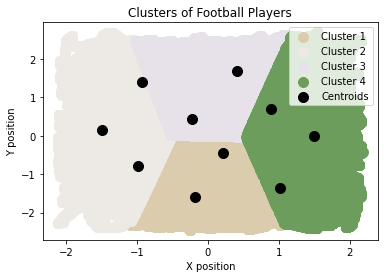 Clusters of Football Players
Cluster 1
Cluster 2
Cluster 3
Cluster 4
Centroids
Y position
2
1
0
−1
−2
−2
−1
0
1
2
X position